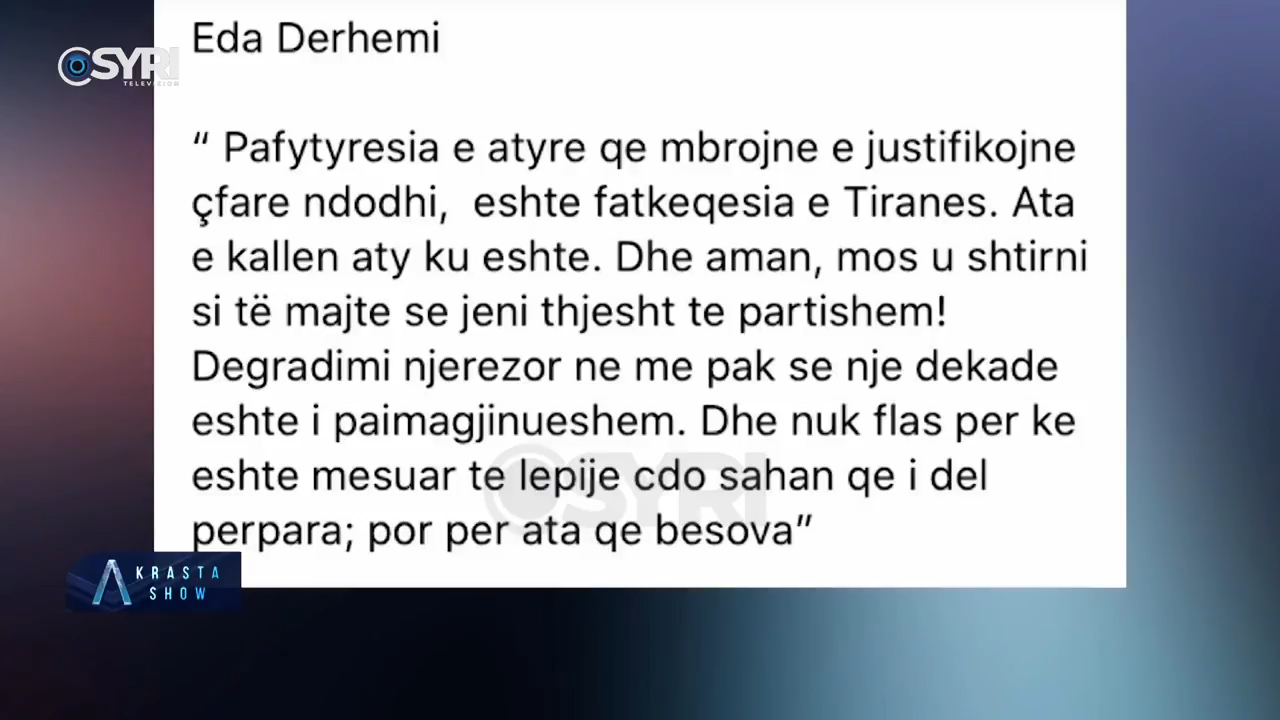 Eda Derhemi
SYRI
TELEVIZION
“ Pafytyresia e atyre qe mbrojne e justifikojne
çfare ndodhi,  eshte fatkeqesia e Tiranes. Ata
e kallen aty ku eshte. Dhe aman, mos u shtirni
si të majte se jeni thjesht te partishem!
Degradimi njerezor ne me pak se nje dekade
eshte i paimagjinueshem. Dhe nuk flas per ke
eshte mesuar te lepije cdo sahan qe i del
SYRI
perpara; por per ata qe besova”
KRASTA
SHOW